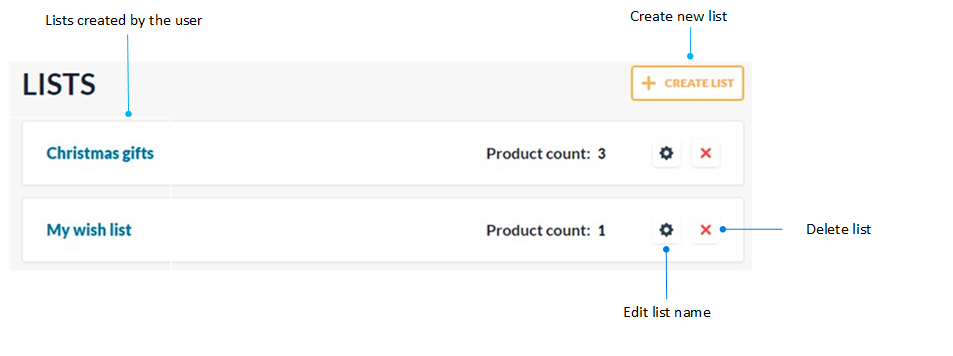 Lists created by the user
Create new list
LISTS
CREATE LIST
Christmas gifts
Product count: 3
My wish list
Product count: 1
Delete list
Edit list name